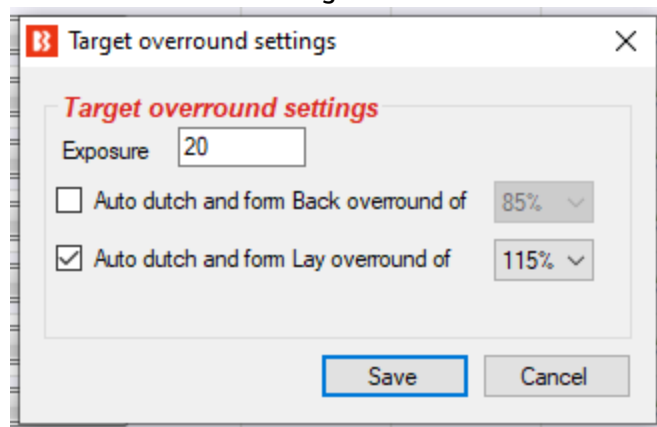 Target overround settings
Target overround settings
Exposure 20
Auto dutch and form Back overround of 85%
Auto dutch and form Lay overround of 115%
Save Cancel